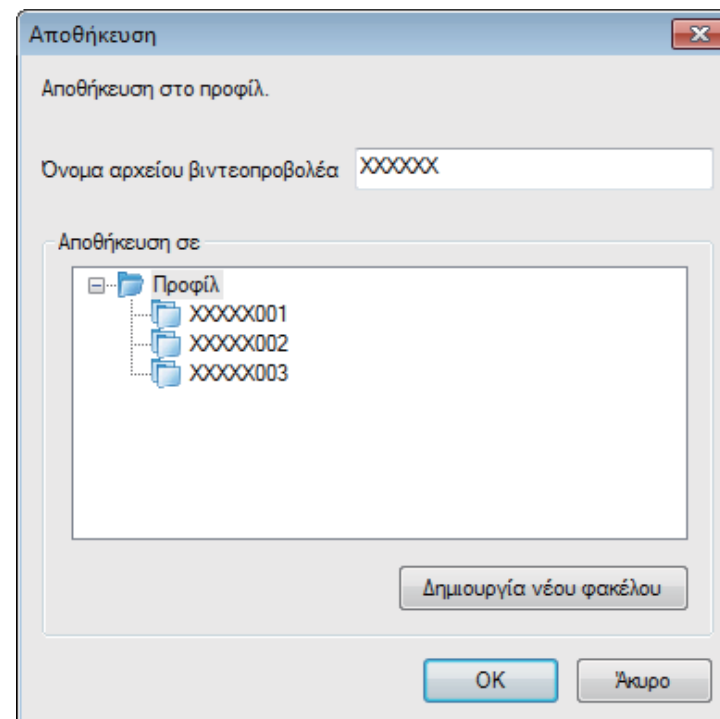 Αποθήκευση
Αποθήκευση στο προφίλ.
Όνομα αρχείου βιντεοπροβολέα XXXXXX
Αποθήκευση σε
Προφίλ
XXXXX001
XXXXX002
XXXXX003
Δημιουργία νέου φακέλου
OK Άκυρο